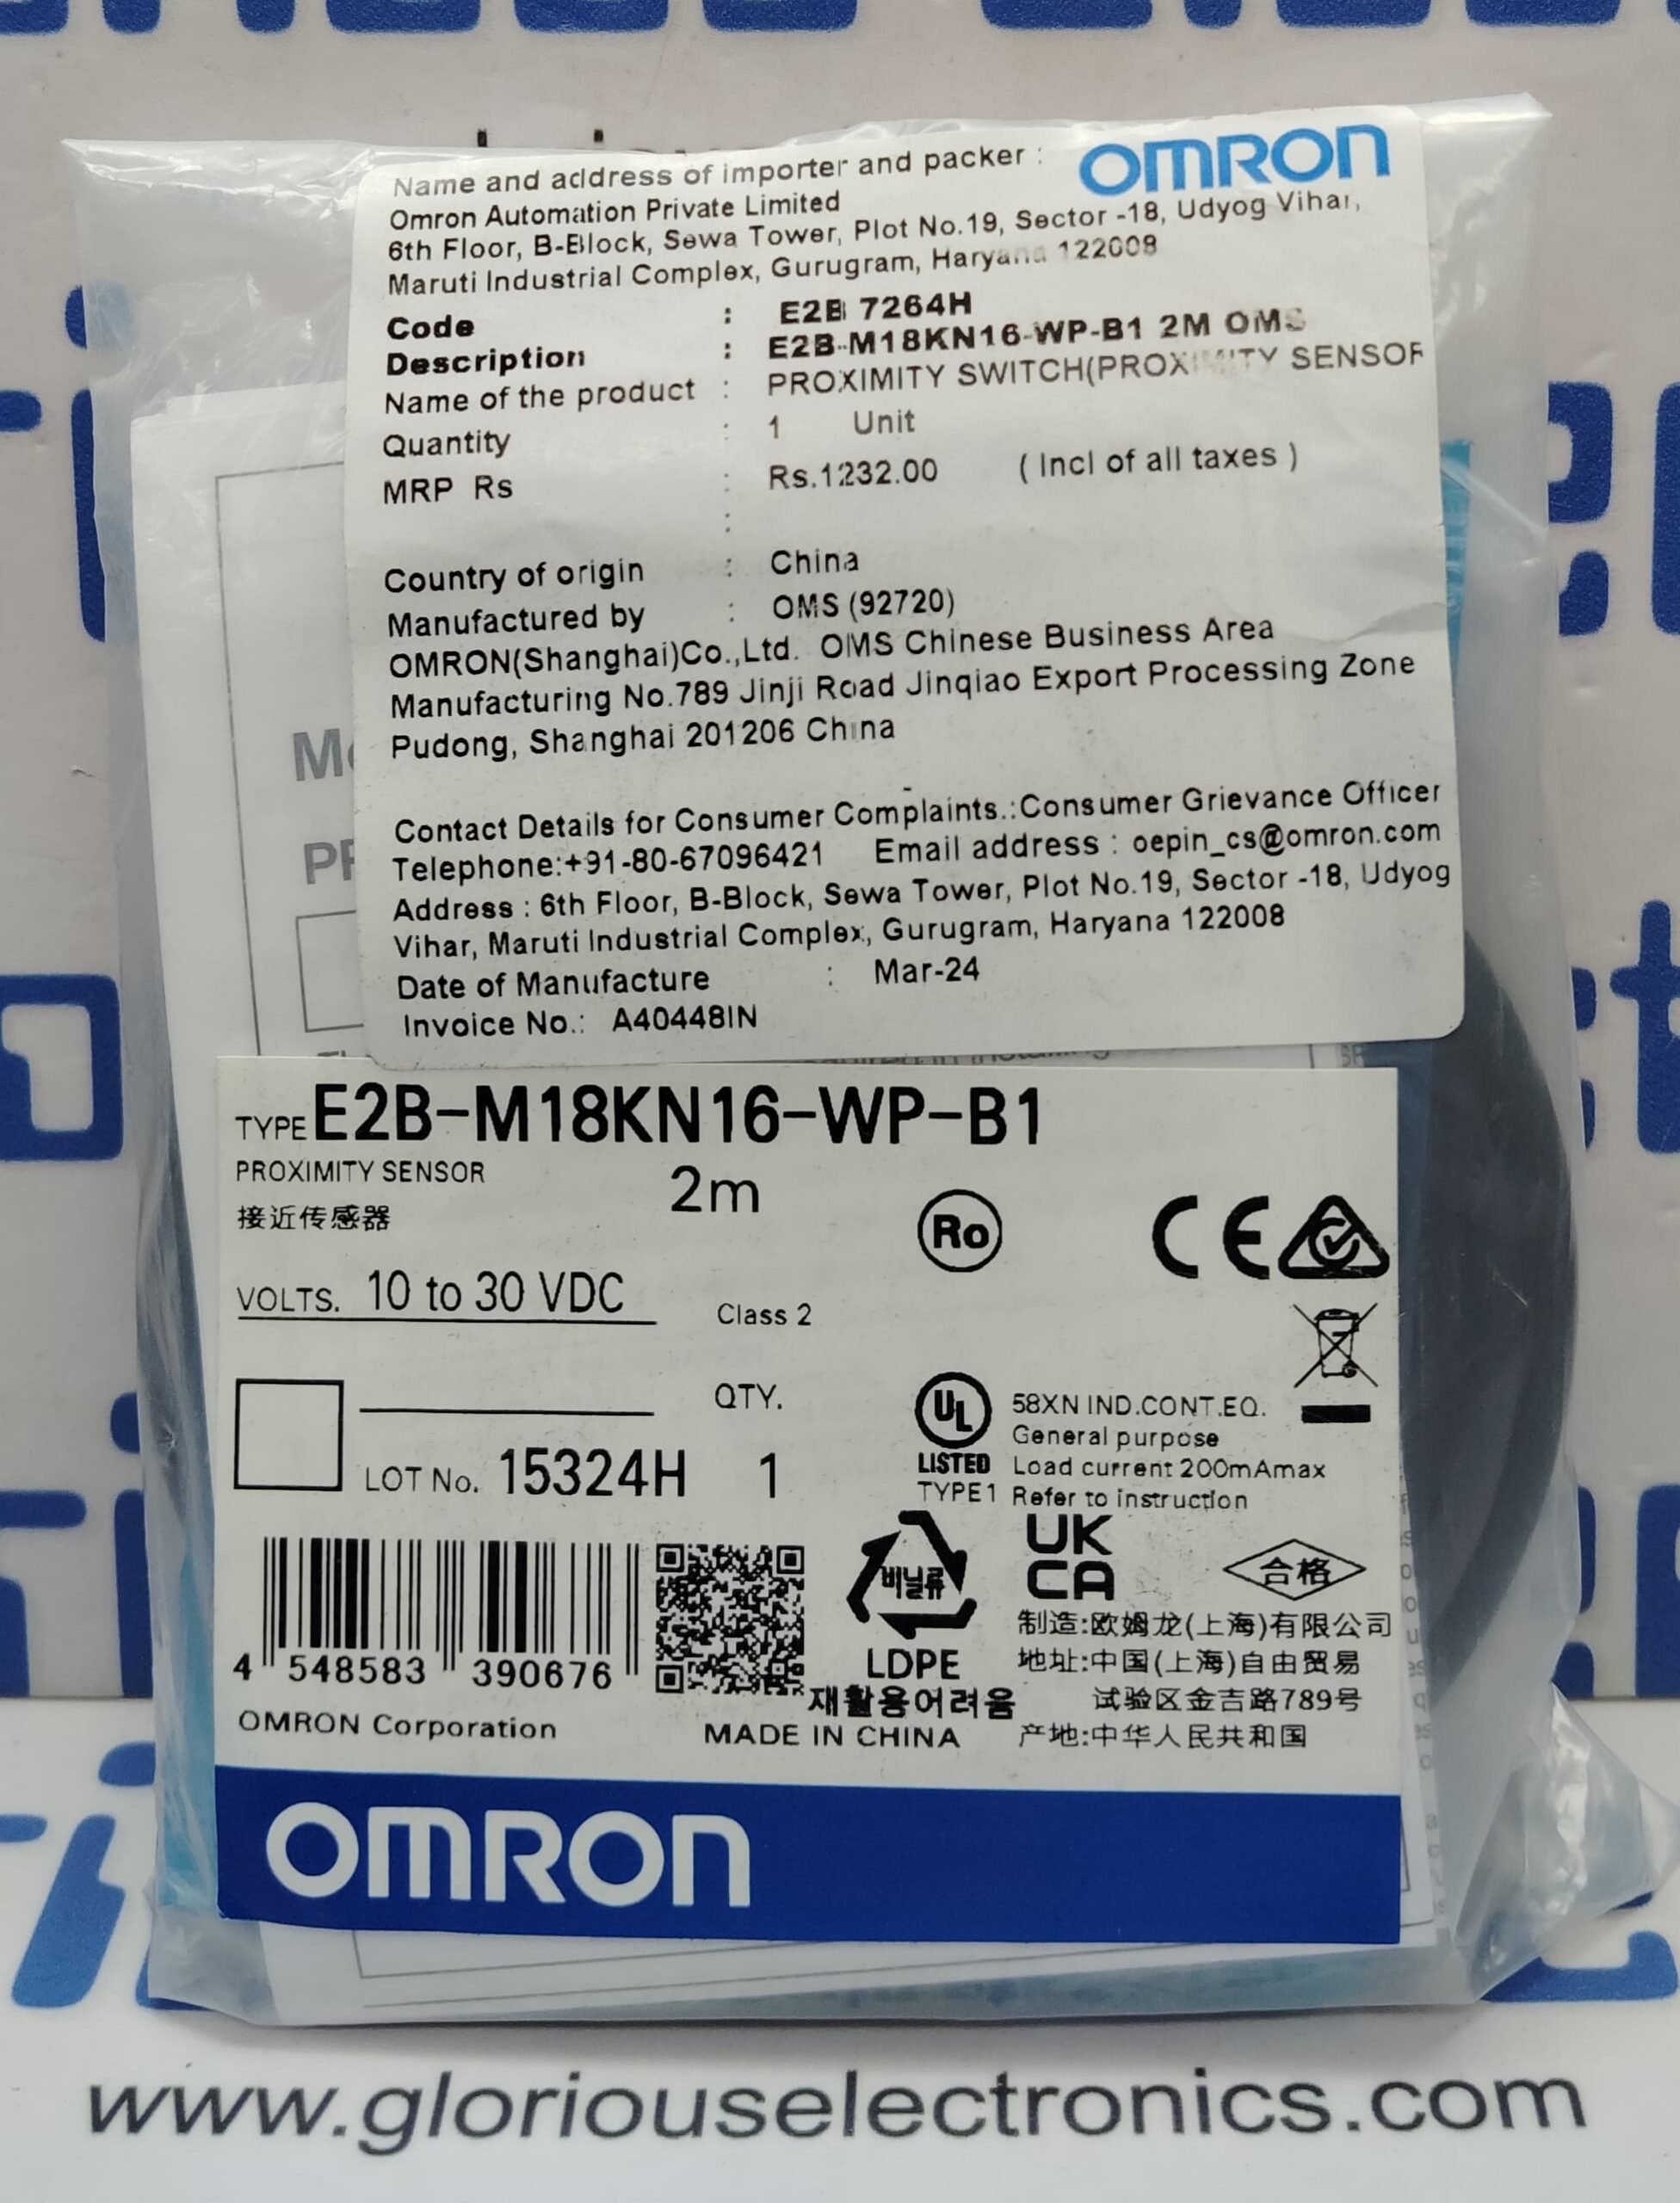 Name and address of importer and packer :
OMRON
Omron Automation Private Limited
6th Floor, B-Block, Sewa Tower, Plot No.19, Sector -18, Udyog Vihar,
Maruti Industrial Complex, Gurugram, Haryana 122008
Code : E2B 7264H
Description : E2B-M18KN16-WP-B1 2M OMS
Name of the product : PROXIMITY SWITCH(PROXIMITY SENSOR
Quantity : 1 Unit
MRP Rs : Rs.1232.00 ( Incl of all taxes )
:
Country of origin : China
Manufactured by : OMS (92720)
OMRON(Shanghai)Co.,Ltd. OMS Chinese Business Area
Manufacturing No.789 Jinji Road Jinqiao Export Processing Zone
Pudong, Shanghai 201206 China
Contact Details for Consumer Complaints.:Consumer Grievance Officer
Telephone:+91-80-67096421 Email address : oepin_cs@omron.com
Address : 6th Floor, B-Block, Sewa Tower, Plot No.19, Sector -18, Udyog
Vihar, Maruti Industrial Complex, Gurugram, Haryana 122008
Date of Manufacture : Mar-24
Invoice No.: A40448IN
TYPE E2B-M18KN16-WP-B1
PROXIMITY SENSOR 2m
接近传感器
Ro
CE
VOLTS. 10 to 30 VDC Class 2
QTY.
LOT No. 15324H 1
UL
LISTED
TYPE1
58XN IND.CONT.EQ.
General purpose
Load current 200mAmax
Refer to instruction
4 548583 390676
OMRON Corporation
비닐류
LDPE
재활용어려움
MADE IN CHINA
UK
CA
合格
制造:欧姆龙(上海)有限公司
地址:中国(上海)自由贸易
试验区金吉路789号
产地:中华人民共和国
OMRON
www.gloriouselectronics.com